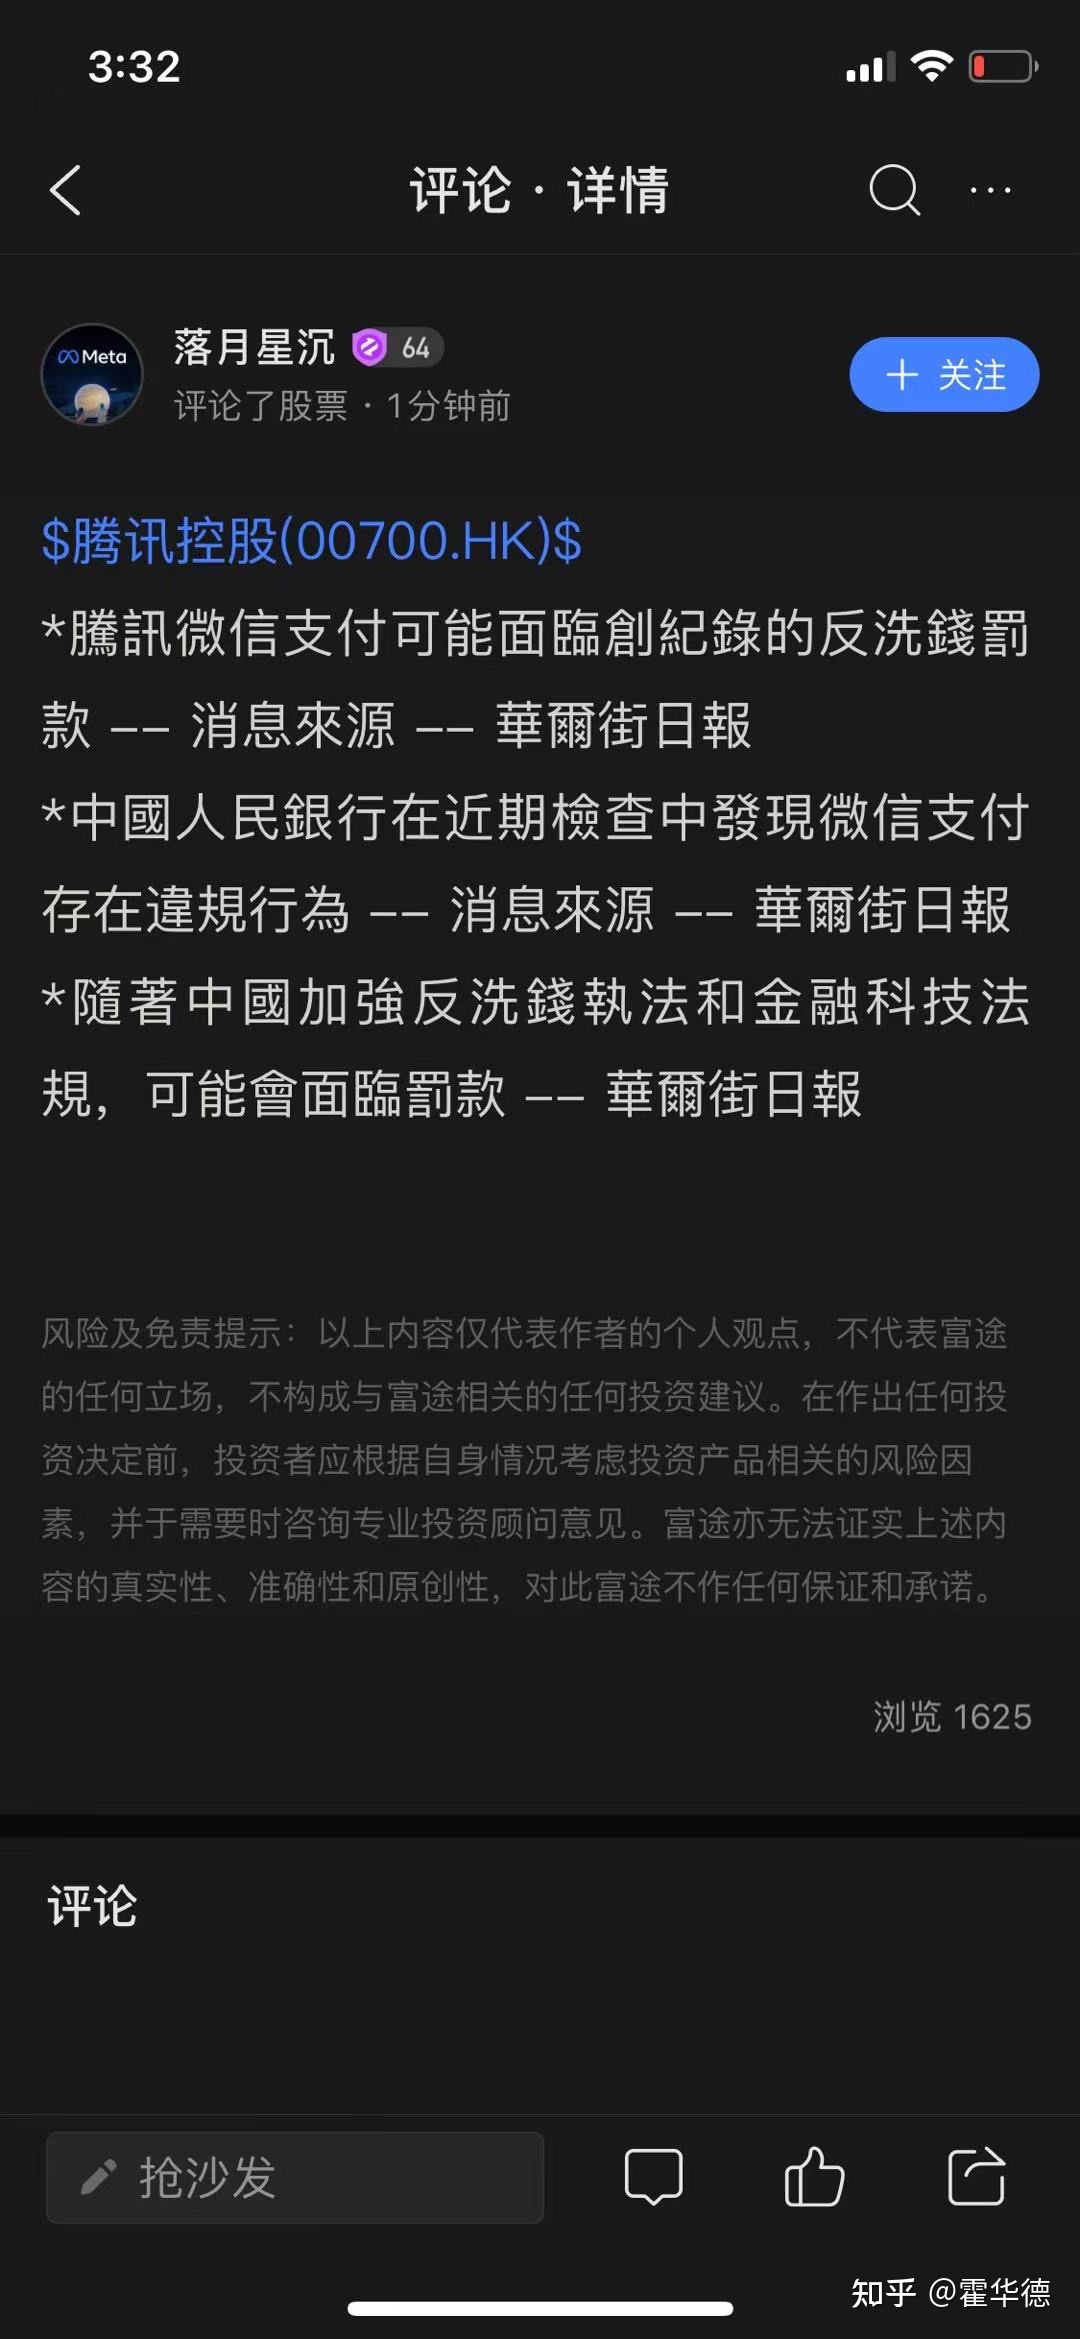 3:32
评论 · 详情
Meta
落月星沉 64
评论了股票 · 1分钟前
+ 关注
$腾讯控股(00700.HK)$
*騰訊微信支付可能面臨創紀錄的反洗錢罰
款 -- 消息來源 -- 華爾街日報
*中國人民銀行在近期檢查中發現微信支付
存在違規行為 -- 消息來源 -- 華爾街日報
*隨著中國加強反洗錢執法和金融科技法
規，可能會面臨罰款 -- 華爾街日報
风险及免责提示：以上内容仅代表作者的个人观点，不代表富途
的任何立场，不构成与富途相关的任何投资建议。在作出任何投
资决定前，投资者应根据自身情况考虑投资产品相关的风险因
素，并于需要时咨询专业投资顾问意见。富途亦无法证实上述内
容的真实性、准确性和原创性，对此富途不作任何保证和承诺。
浏览 1625
评论
抢沙发
知乎 @霍华德